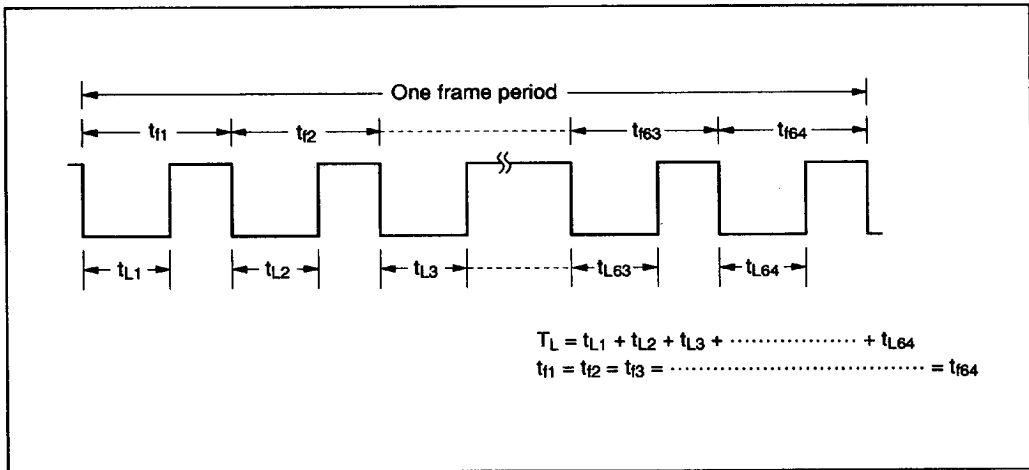 One frame period
tf1 tf2 tf63 tf64
tL1 tL2 tL3 tL63 tL64
TL = tL1 + tL2 + tL3 + ·················· + tL64
tf1 = tf2 = tf3 = ···································· = tf64